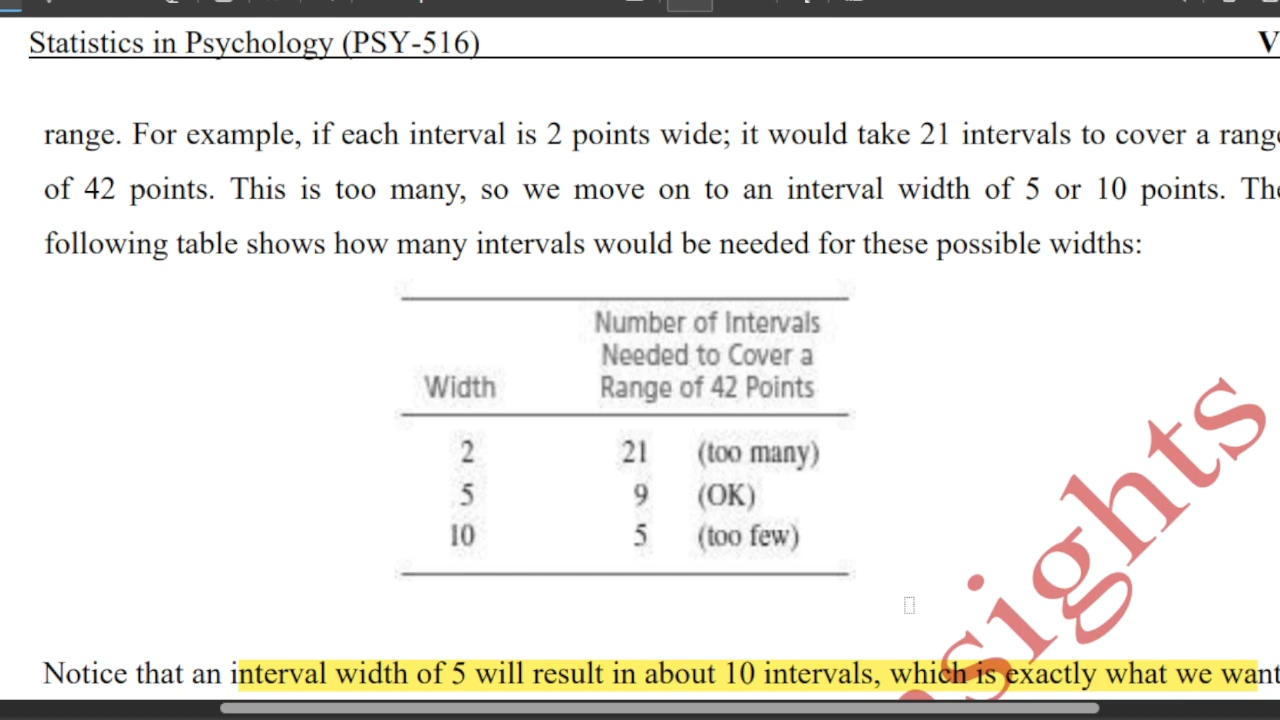 Statistics in Psychology (PSY-516)
V
range. For example, if each interval is 2 points wide; it would take 21 intervals to cover a range
of 42 points. This is too many, so we move on to an interval width of 5 or 10 points. The
following table shows how many intervals would be needed for these possible widths:
Number of Intervals
Needed to Cover a
Width Range of 42 Points
2 21 (too many)
5 9 (OK)
10 5 (too few)
sights
Notice that an interval width of 5 will result in about 10 intervals, which is exactly what we want